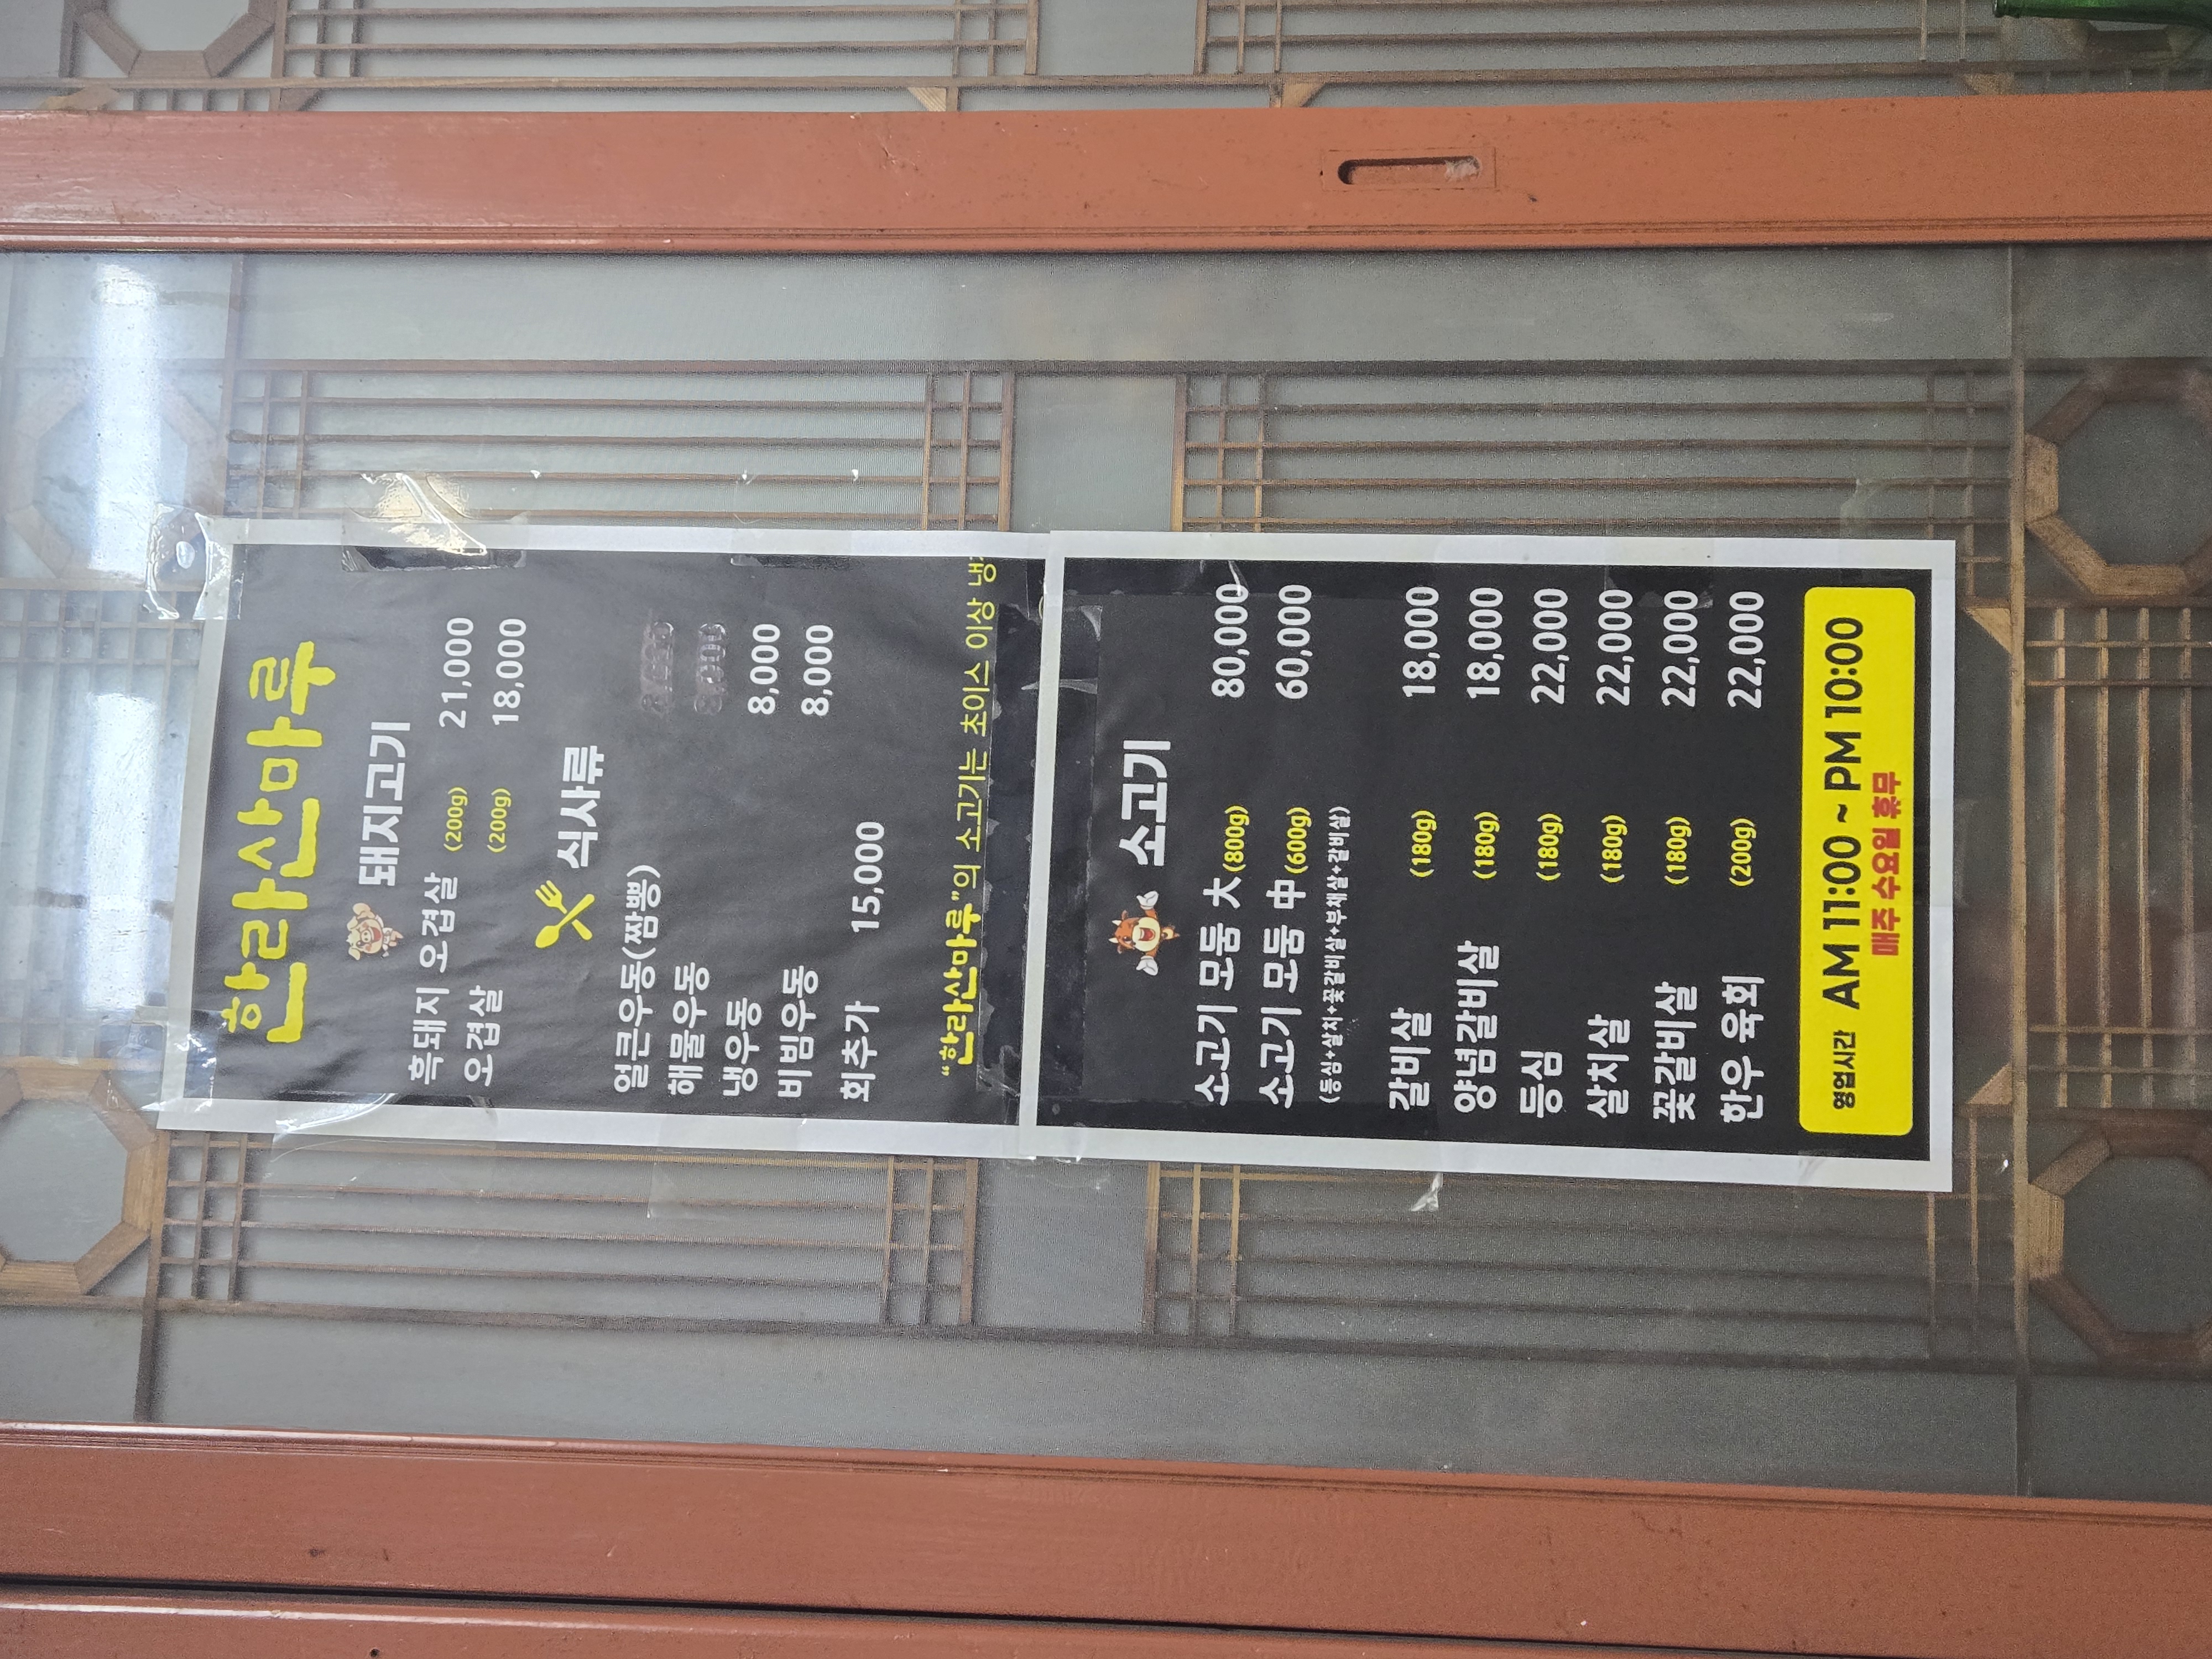 한라산마루
돼지고기
흑돼지 오겹살 (200g) 21,000
오겹살 (200g) 18,000
식사류
얼큰우동(짬뽕)
해물우동
냉우동 8,000
비빔우동 8,000
회추가 15,000
"한라산마루"의 소고기는 초이스 이상 냉
소고기
소고기 모둠 大 (800g) 80,000
소고기 모둠 中 (600g) 60,000
(등심+살치+꽃갈비살+부채살+갈비살)
갈비살 (180g) 18,000
양념갈비살 (180g) 18,000
등심 (180g) 22,000
살치살 (180g) 22,000
꽃갈비살 (180g) 22,000
한우 육회 (200g) 22,000
영업시간 AM 11:00 ~ PM 10:00
매주 수요일 휴무